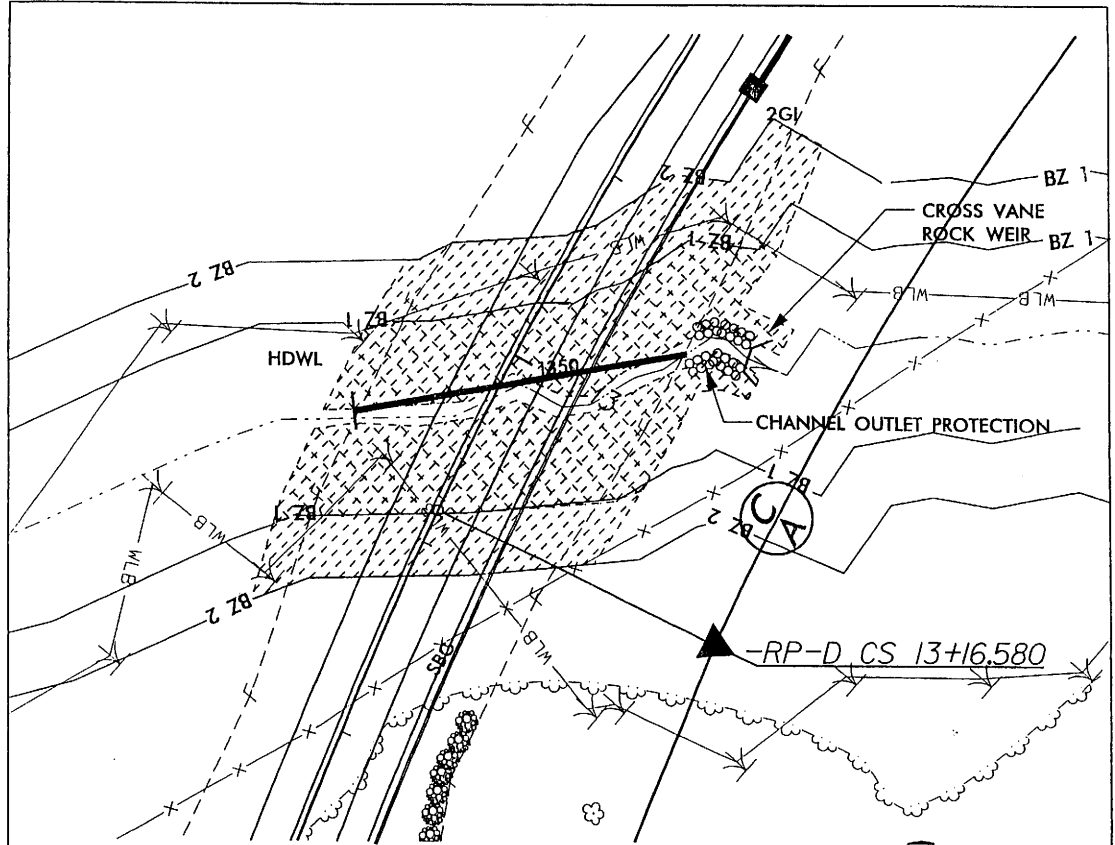 2GI
BZ 2
BZ 1
CROSS VANE
ROCK WEIR
WLB
BZ 1
BZ 1
BZ 2
WLB
WLB
BZ 1
HDWL
1350
CHANNEL OUTLET PROTECTION
BZ 1
C
A
BZ 2
BZ 1
WLB
WLB
BZ 2
SBG
WLB
-RP-D CS 13+16.580